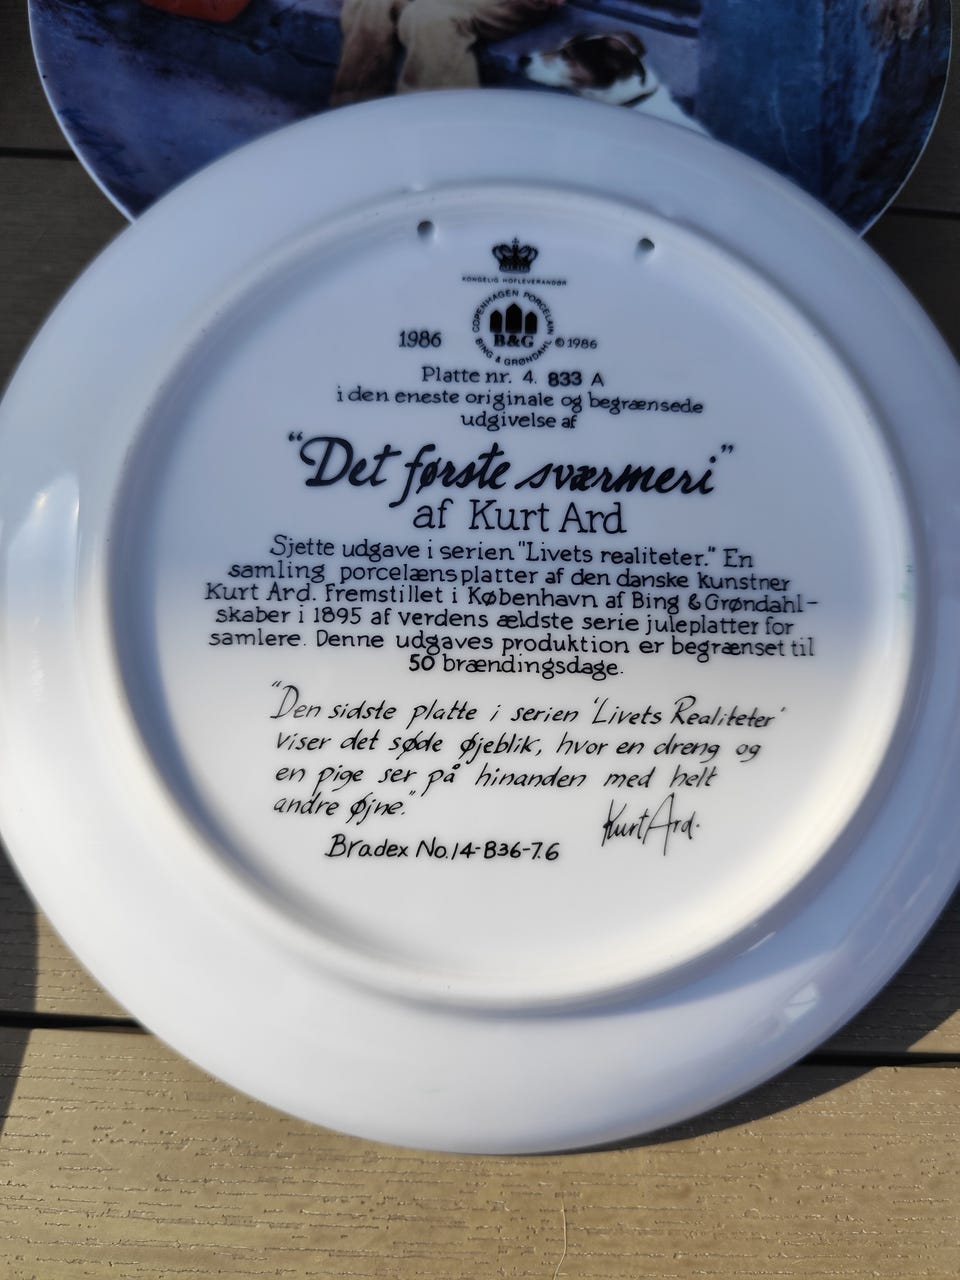 KONGELIG HOFLEVERANDØR
COPENHAGEN PORCELAIN
B&G
BING & GRØNDAHL
1986
© 1986
Platte nr. 4. 833 A
i den eneste originale og begrænsede
udgivelse af
"Det første sværmeri"
af Kurt Ard
Sjette udgave i serien "Livets realiteter." En
samling porcelænsplatter af den danske kunstner
Kurt Ard. Fremstillet i København af Bing & Grøndahl-
skaber i 1895 af verdens ældste serie juleplatter for
samlere. Denne udgaves produktion er begrænset til
50 brændingsdage.
"Den sidste platte i serien 'Livets Realiteter'
viser det søde øjeblik, hvor en dreng og
en pige ser på hinanden med helt
andre øjne."
Kurt Ard.
Bradex No. 14-B36-7.6